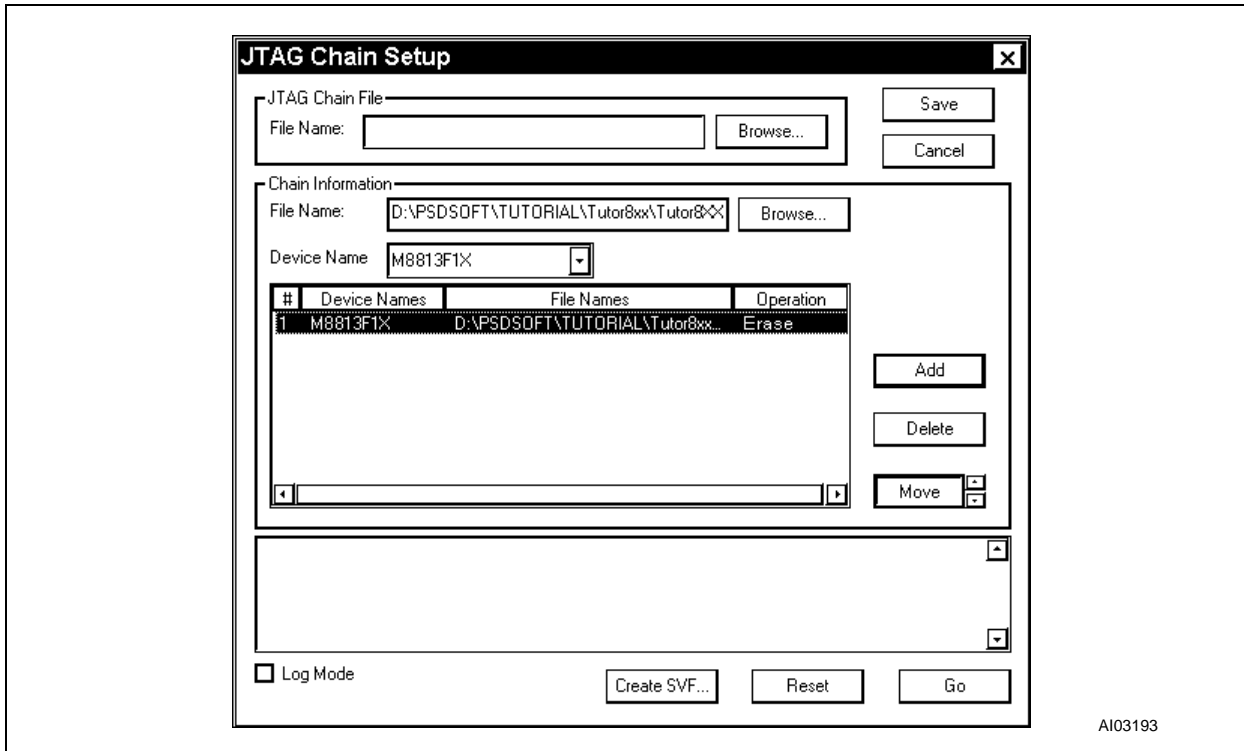 JTAG Chain Setup
JTAG Chain File
File Name:
Browse...
Save
Cancel
Chain Information
File Name:
D:\PSDSOFT\TUTORIAL\Tutor8xx\Tutor8XX
Browse...
Device Name
M8813F1X
# Device Names File Names Operation
1 M8813F1X D:\PSDSOFT\TUTORIAL\Tutor8xx... Erase
Add
Delete
Move
Log Mode
Create SVF...
Reset
Go
AI03193